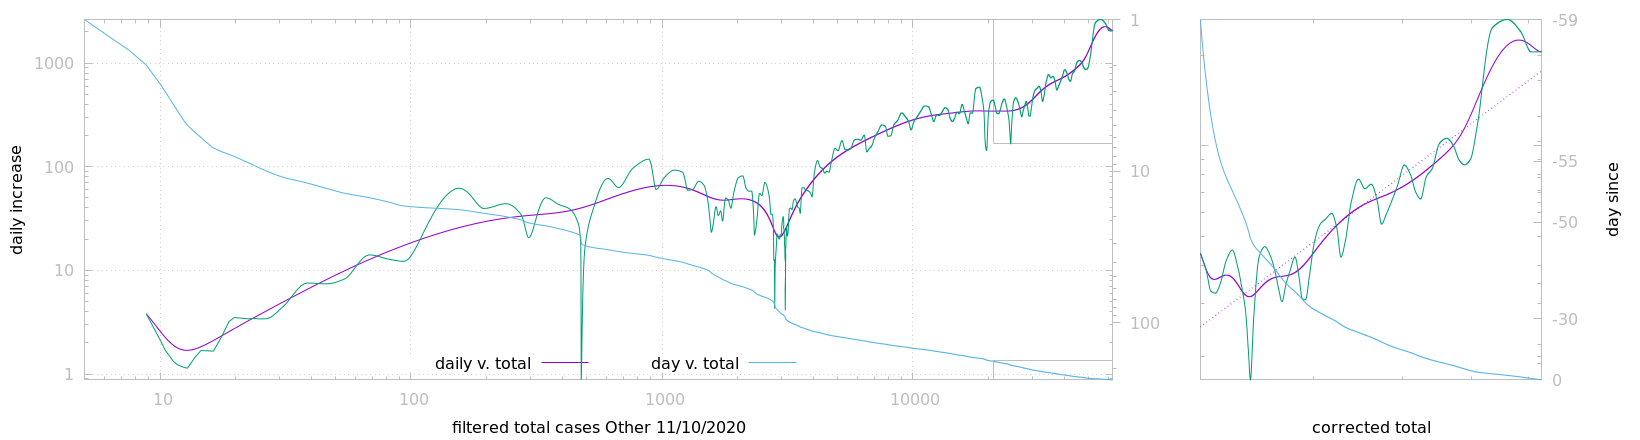 daily increase
1000
100
10
1
1
10
100
10
100
1000
10000
daily v. total
day v. total
filtered total cases Other 11/10/2020
-59
-55
-50
-30
0
day since
corrected total